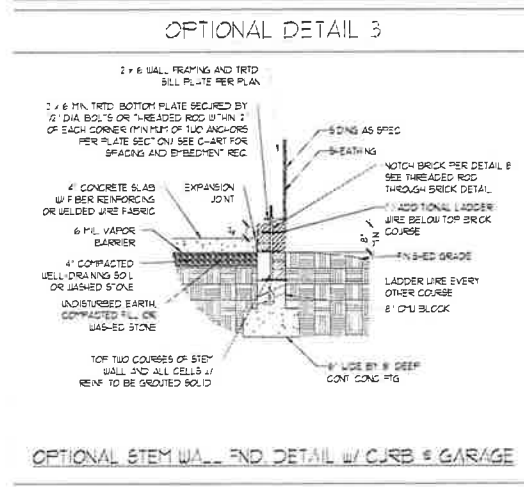 OPTIONAL DETAIL 3
2 x 6 WALL FRAMING AND TRTD
SILL PLATE PER PLAN
2 x 6 MIN. TRTD BOTTOM PLATE SECURED BY
1/2" DIA. BOLTS OR THREADED ROD WITHIN 12"
OF EACH CORNER (MINIMUM OF TWO ANCHORS
PER PLATE SECTION) SEE CHART FOR
SPACING AND EMBEDMENT REQ.
SIDING AS SPEC.
SHEATHING
NOTCH BRICK PER DETAIL
SEE THREADED ROD
THROUGH BRICK DETAIL
ADDITIONAL LADDER
WIRE BELOW TOP BRICK
COURSE
4" CONCRETE SLAB
W/ FIBER REINFORCING
OR WELDED WIRE FABRIC
EXPANSION
JOINT
8"
MIN.
6 MIL VAPOR
BARRIER
FINISHED GRADE
4" COMPACTED
WELL-DRAINING SOIL
OR WASHED STONE
LADDER WIRE EVERY
OTHER COURSE
UNDISTURBED EARTH,
COMPACTED FILL OR
WASHED STONE
8" CMU BLOCK
TOP TWO COURSES OF STEM
WALL AND ALL CELLS W/
REINF TO BE GROUTED SOLID
WIDE BY 8" DEEP
CONT CONC FTG
OPTIONAL STEM WALL FND. DETAIL W/ CURB @ GARAGE